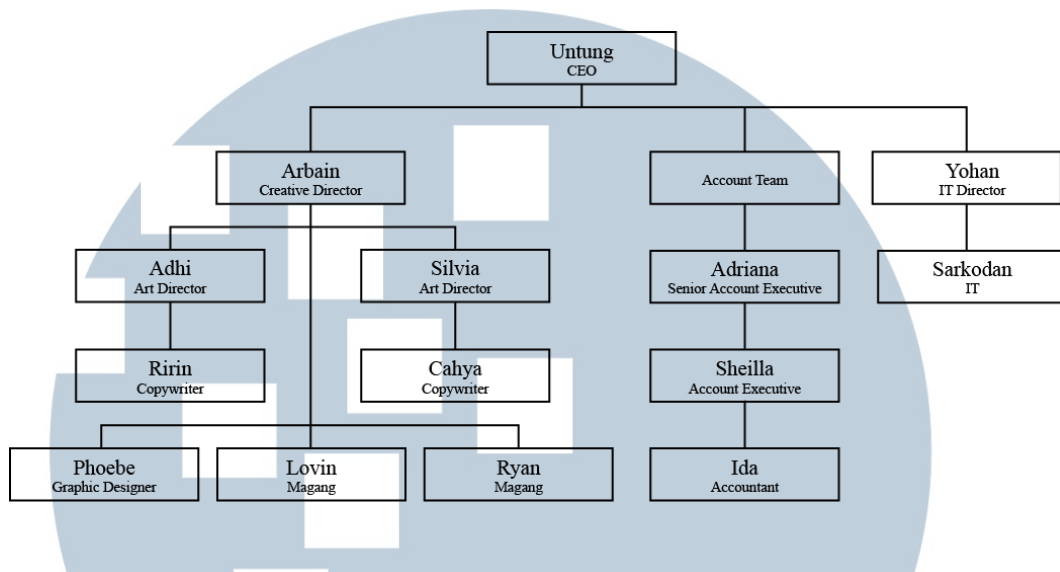 Untung
CEO
Arbain
Creative Director
Account Team
Yohan
IT Director
Adhi
Art Director
Silvia
Art Director
Adriana
Senior Account Executive
Sarkodan
IT
Ririn
Copywriter
Cahya
Copywriter
Sheilla
Account Executive
Phoebe
Graphic Designer
Lovin
Magang
Ryan
Magang
Ida
Accountant